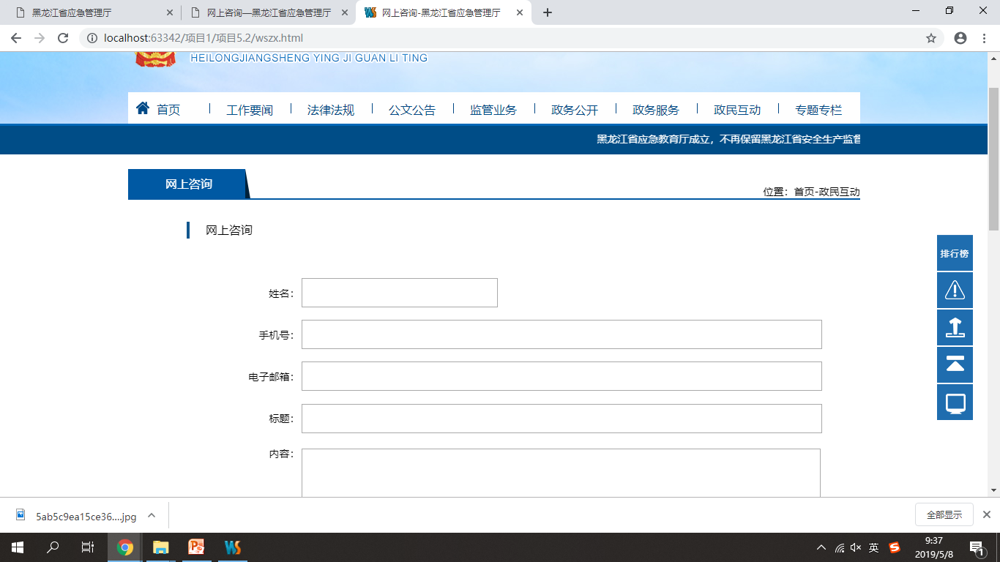 黑龙江省应急管理厅
网上咨询—黑龙江省应急管理厅
网上咨询-黑龙江省应急管理厅
localhost:63342/项目1/项目5.2/wszx.html
HEILONGJIANGSHENG YING JI GUAN LI TING
首页 工作要闻 法律法规 公文公告 监管业务 政务公开 政务服务 政民互动 专题专栏
黑龙江省应急教育厅成立，不再保留黑龙江省安全生产监督
网上咨询
位置：首页-政民互动
网上咨询
排行榜
姓名：
手机号：
电子邮箱：
标题：
内容：
5ab5c9ea15ce36....jpg
全部显示
英
9:37
2019/5/8
1